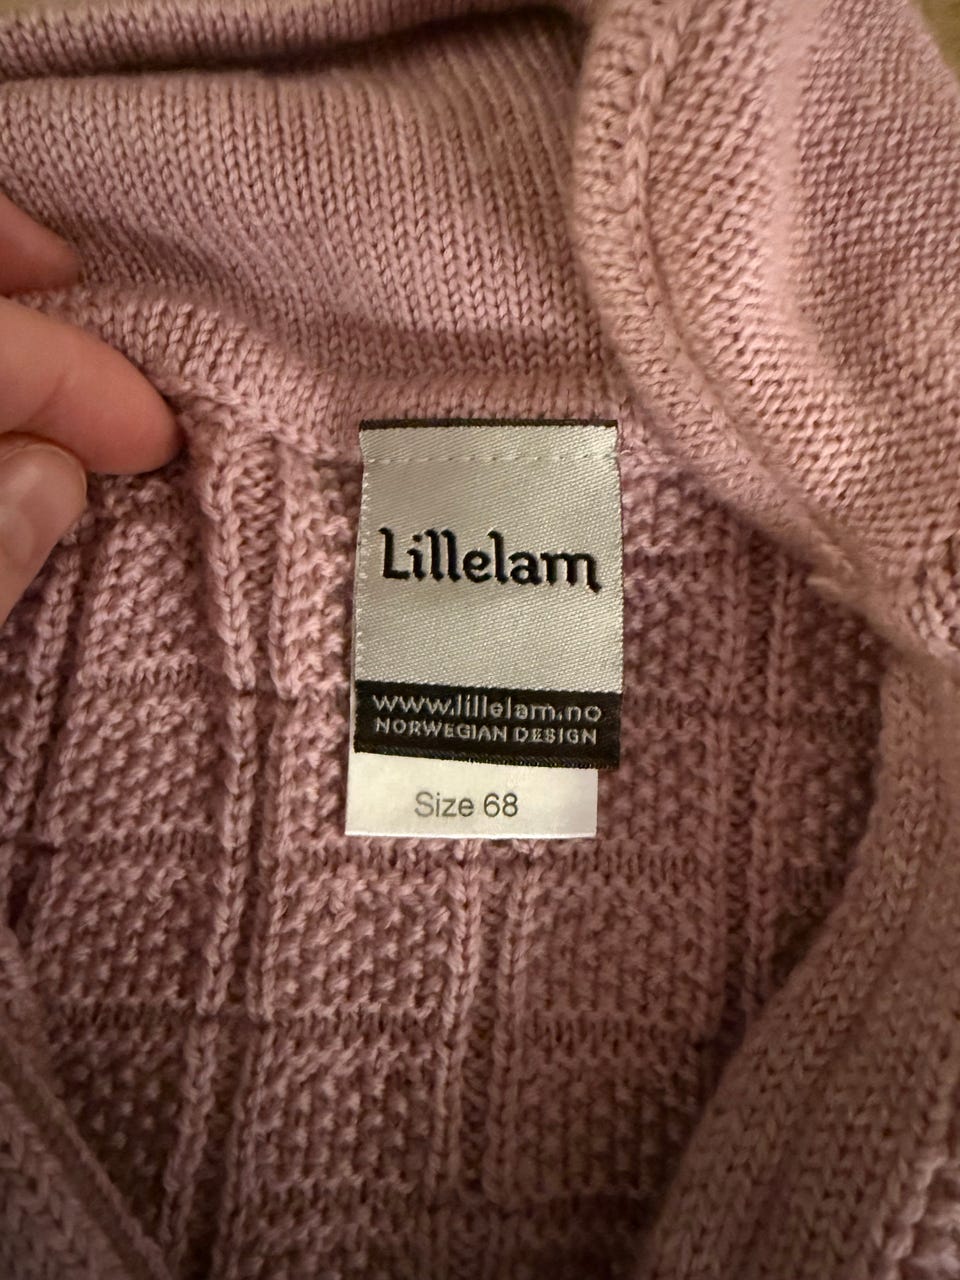 Lillelam
www.lillelam.no
NORWEGIAN DESIGN
Size 68